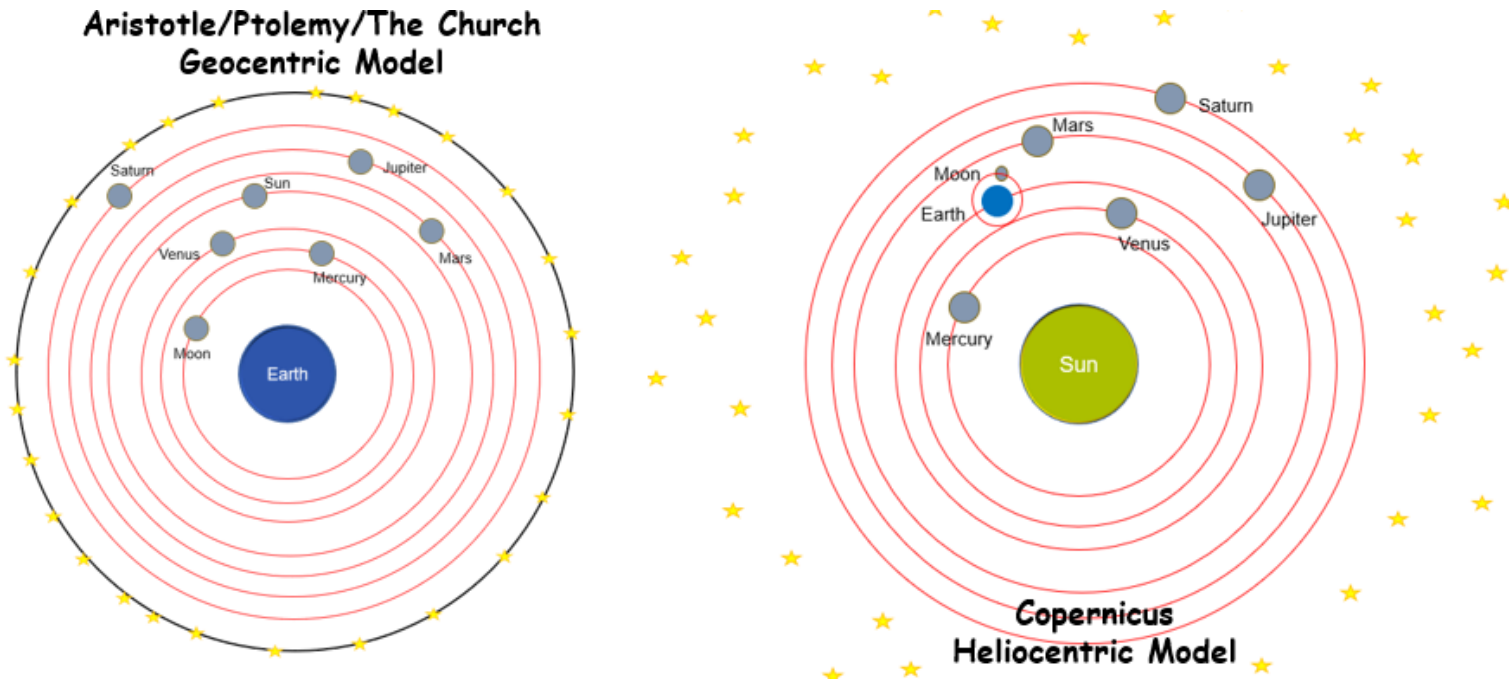 Aristotle/Ptolemy/The Church
Geocentric Model
Saturn
Jupiter
Sun
Venus
Mars
Mercury
Moon
Earth
Saturn
Mars
Moon
Earth
Jupiter
Venus
Mercury
Sun
Copernicus
Heliocentric Model